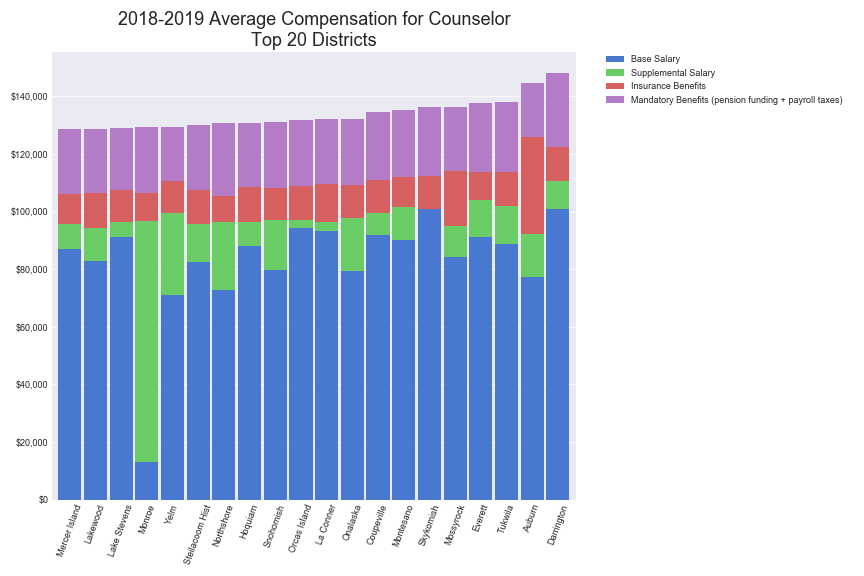 2018-2019 Average Compensation for Counselor
Top 20 Districts
Base Salary
Supplemental Salary
Insurance Benefits
Mandatory Benefits (pension funding + payroll taxes)
$140,000
$120,000
$100,000
$80,000
$60,000
$40,000
$20,000
$0
Mercer Island
Lakewood
Lake Stevens
Monroe
Yelm
Steilacoom Hist
Northshore
Hoquiam
Snohomish
Orcas Island
La Conner
Onalaska
Coupeville
Montesano
Skykomish
Mossyrock
Everett
Tukwila
Auburn
Darrington